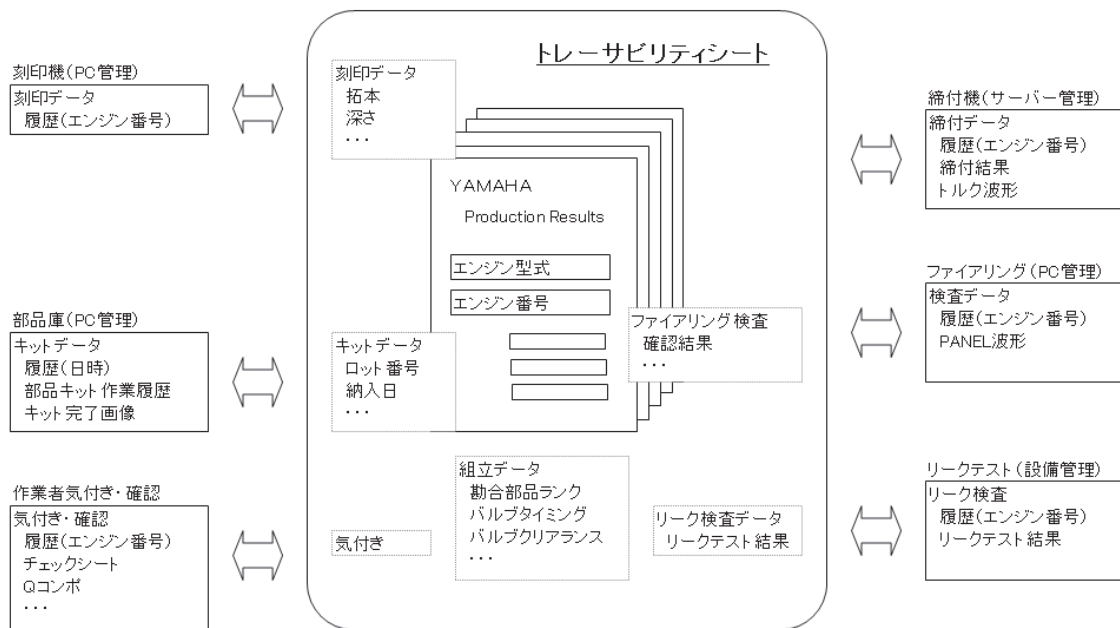 トレーサビリティシート
刻印機(PC管理)
刻印データ
履歴(エンジン番号)
部品庫(PC管理)
キットデータ
履歴(日時)
部品キット作業履歴
キット完了画像
作業者気付き・確認
気付き・確認
履歴(エンジン番号)
チェックシート
Qコンポ
・・・
刻印データ
拓本
深さ
・・・
YAMAHA
Production Results
エンジン型式
エンジン番号
キットデータ
ロット番号
納入日
・・・
ファイアリング検査
確認結果
・・・
気付き
組立データ
勘合部品ランク
バルブタイミング
バルブクリアランス
・・・
リーク検査データ
リークテスト結果
締付機(サーバー管理)
締付データ
履歴(エンジン番号)
締付結果
トルク波形
ファイアリング(PC管理)
検査データ
履歴(エンジン番号)
PANEL波形
リークテスト(設備管理)
リーク検査
履歴(エンジン番号)
リークテスト結果